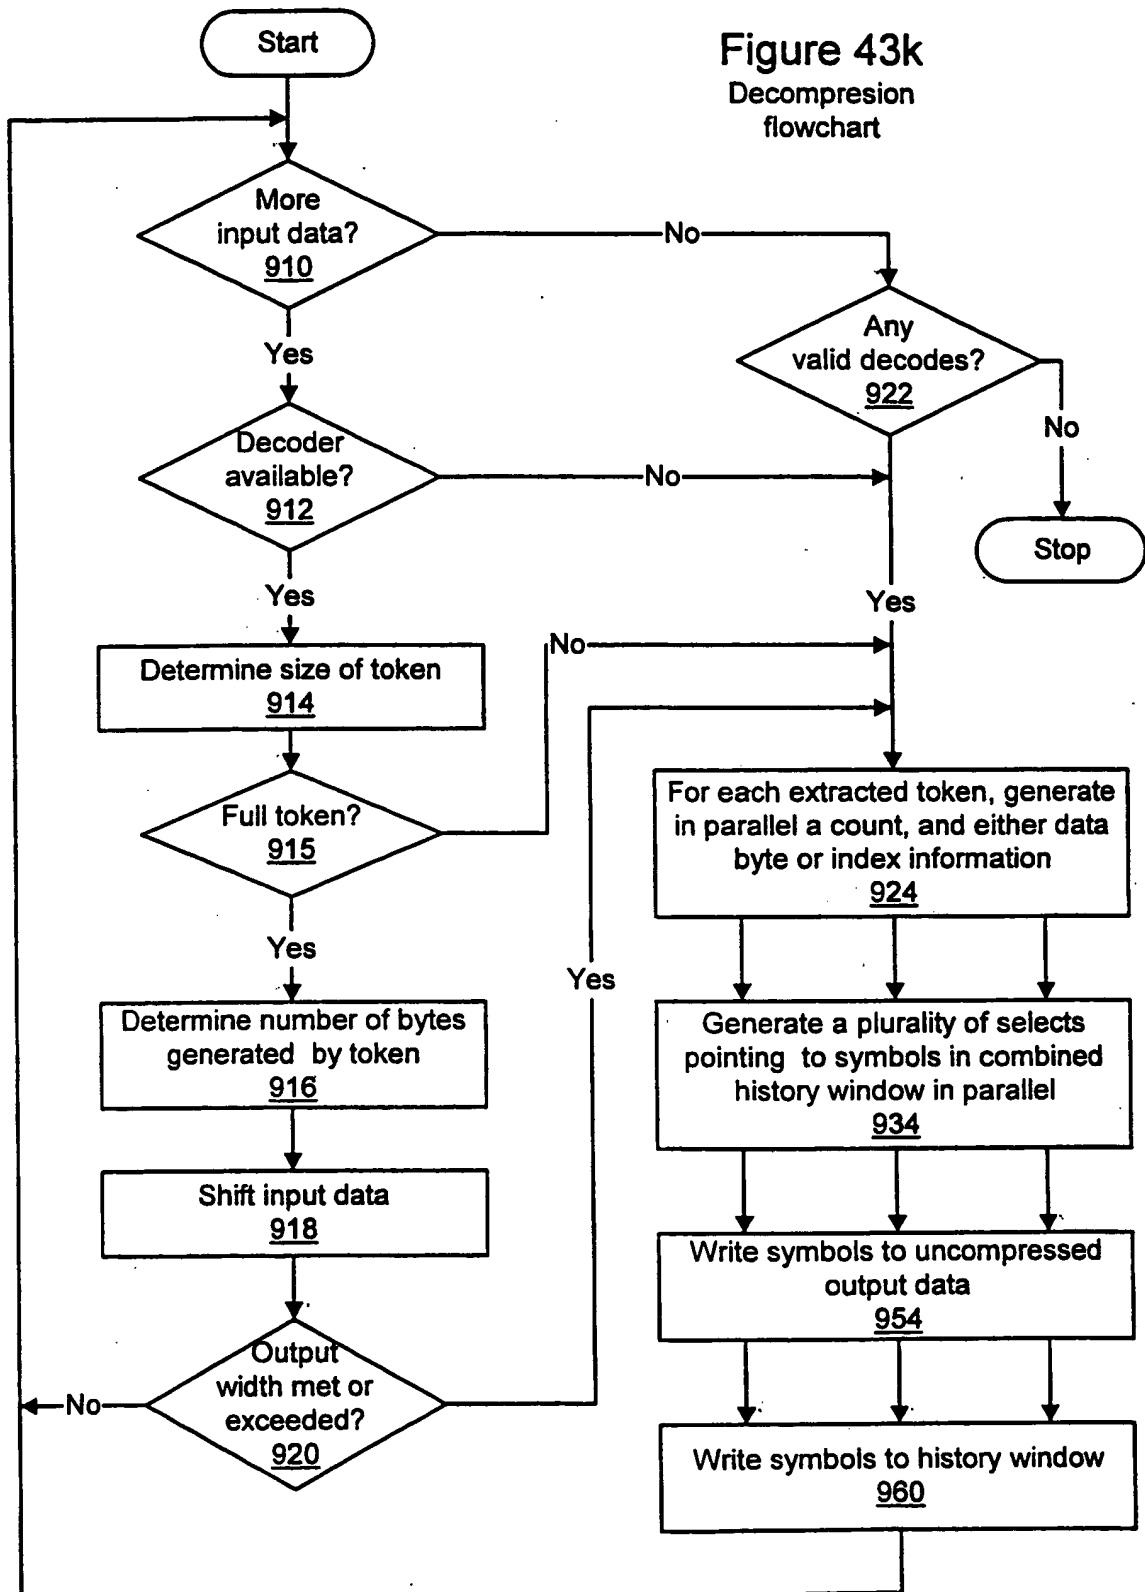 Start
Figure 43k
Decompresion
flowchart
More
input data?
910
No
Yes
Any
valid decodes?
922
No
Stop
Decoder
available?
912
No
Yes
Yes
Determine size of token
914
No
Full token?
915
Yes
Yes
For each extracted token, generate
in parallel a count, and either data
byte or index information
924
Determine number of bytes
generated by token
916
Generate a plurality of selects
pointing to symbols in combined
history window in parallel
934
Shift input data
918
Write symbols to uncompressed
output data
954
Output
width met or
exceeded?
920
No
Write symbols to history window
960